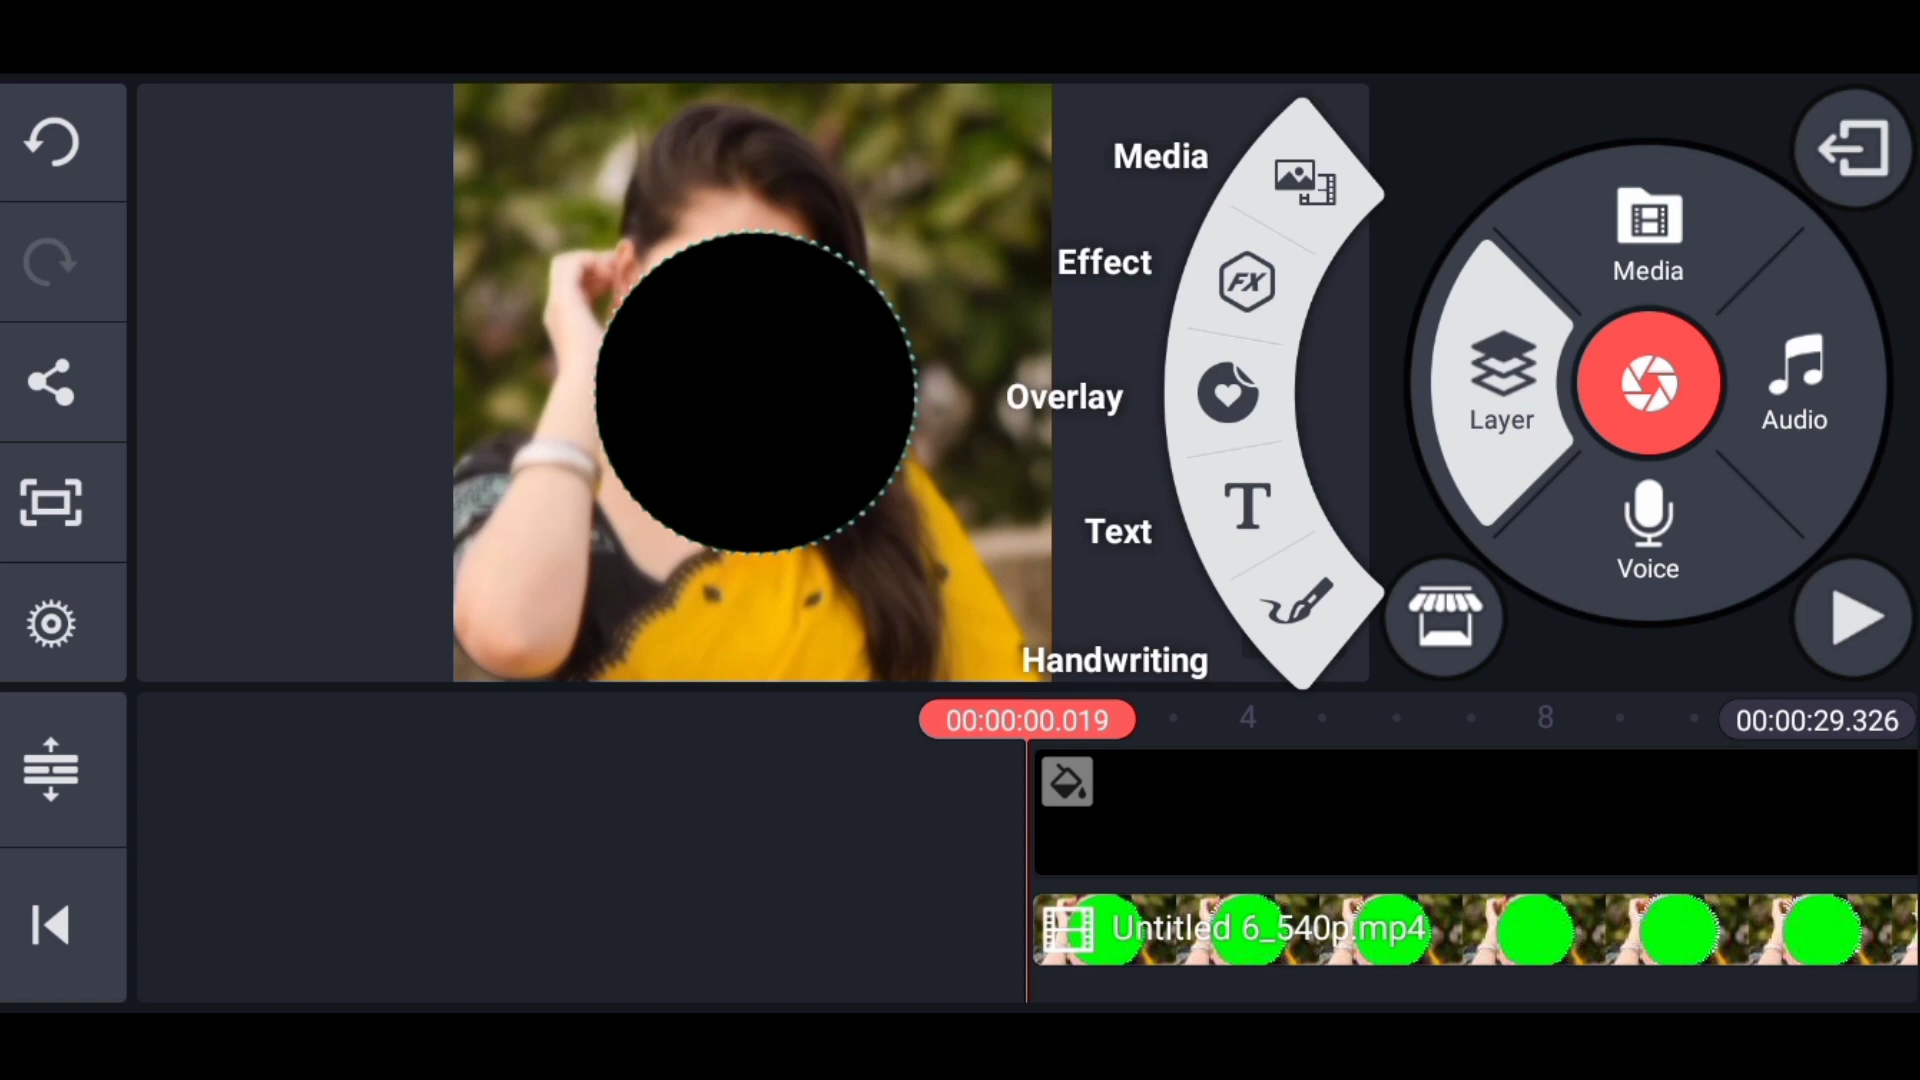 Media
Effect
Overlay
Text
T
Handwriting
FX
Media
Layer
Audio
Voice
00:00:00.019
4
8
00:00:29.326
Untitled 6_540p.mp4